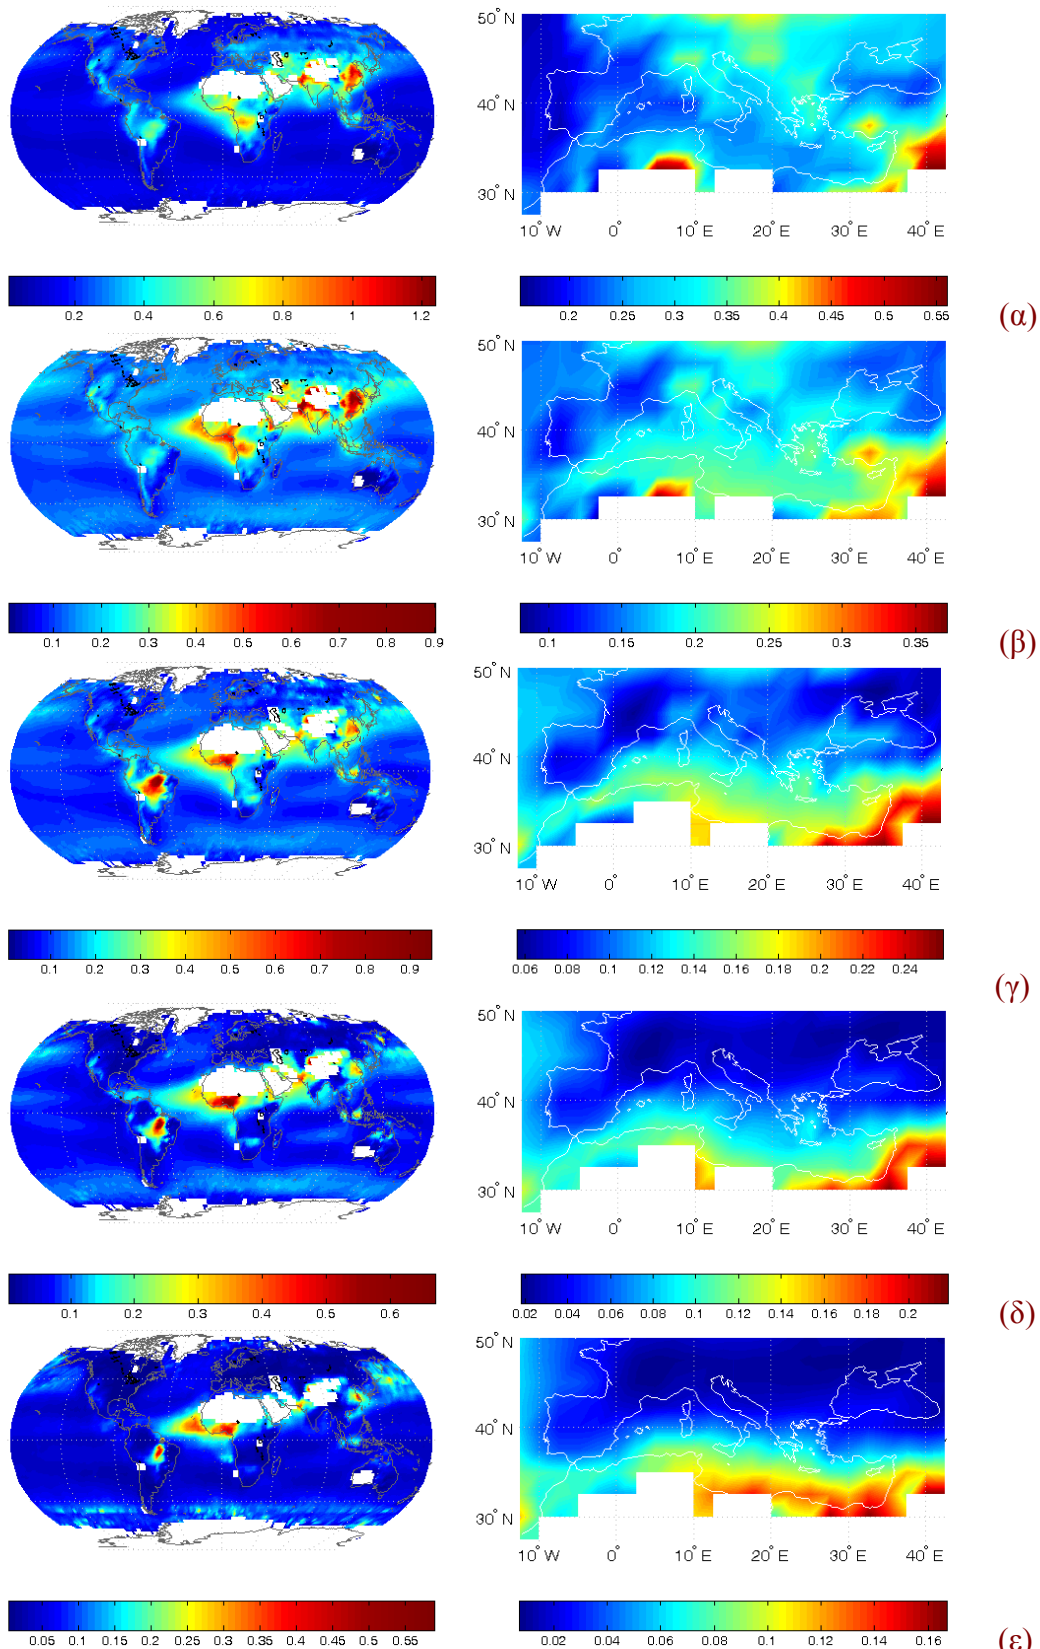 50° N
40° N
30° N
10° W 0° 10° E 20° E 30° E 40° E
0.2 0.4 0.6 0.8 1 1.2
0.2 0.25 0.3 0.35 0.4 0.45 0.5 0.55
(α)
50° N
40° N
30° N
10° W 0° 10° E 20° E 30° E 40° E
0.1 0.2 0.3 0.4 0.5 0.6 0.7 0.8 0.9
0.1 0.15 0.2 0.25 0.3 0.35
(β)
50° N
40° N
30° N
10° W 0° 10° E 20° E 30° E 40° E
0.1 0.2 0.3 0.4 0.5 0.6 0.7 0.8 0.9
0.06 0.08 0.1 0.12 0.14 0.16 0.18 0.2 0.22 0.24
(γ)
50° N
40° N
30° N
10° W 0° 10° E 20° E 30° E 40° E
0.1 0.2 0.3 0.4 0.5 0.6
0.02 0.04 0.06 0.08 0.1 0.12 0.14 0.16 0.18 0.2
(δ)
50° N
40° N
30° N
10° W 0° 10° E 20° E 30° E 40° E
0.05 0.1 0.15 0.2 0.25 0.3 0.35 0.4 0.45 0.5 0.55
0.02 0.04 0.06 0.08 0.1 0.12 0.14 0.16
(ε)